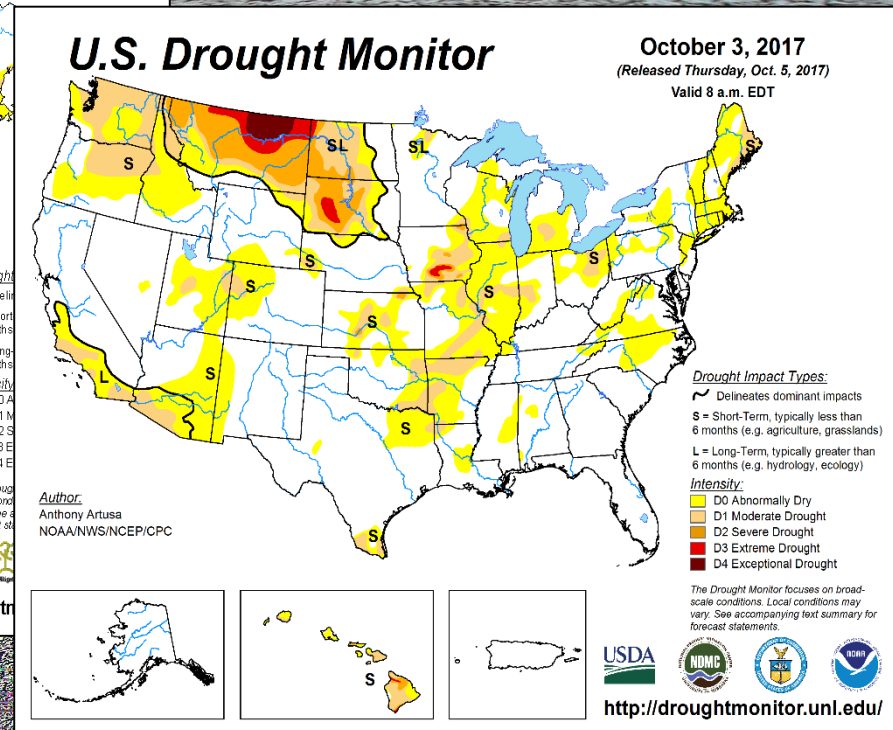 U.S. Drought Monitor
October 3, 2017
(Released Thursday, Oct. 5, 2017)
Valid 8 a.m. EDT
S
SL
SL
S
S
S
S
S
S
L
S
S
S
Drought Impact Types:
Delineates dominant impacts
S = Short-Term, typically less than
6 months (e.g. agriculture, grasslands)
L = Long-Term, typically greater than
6 months (e.g. hydrology, ecology)
Intensity:
D0 Abnormally Dry
D1 Moderate Drought
D2 Severe Drought
D3 Extreme Drought
D4 Exceptional Drought
Author:
Anthony Artusa
NOAA/NWS/NCEP/CPC
The Drought Monitor focuses on broad-
scale conditions. Local conditions may
vary. See accompanying text summary for
forecast statements.
S
USDA
NDMC
NOAA
http://droughtmonitor.unl.edu/